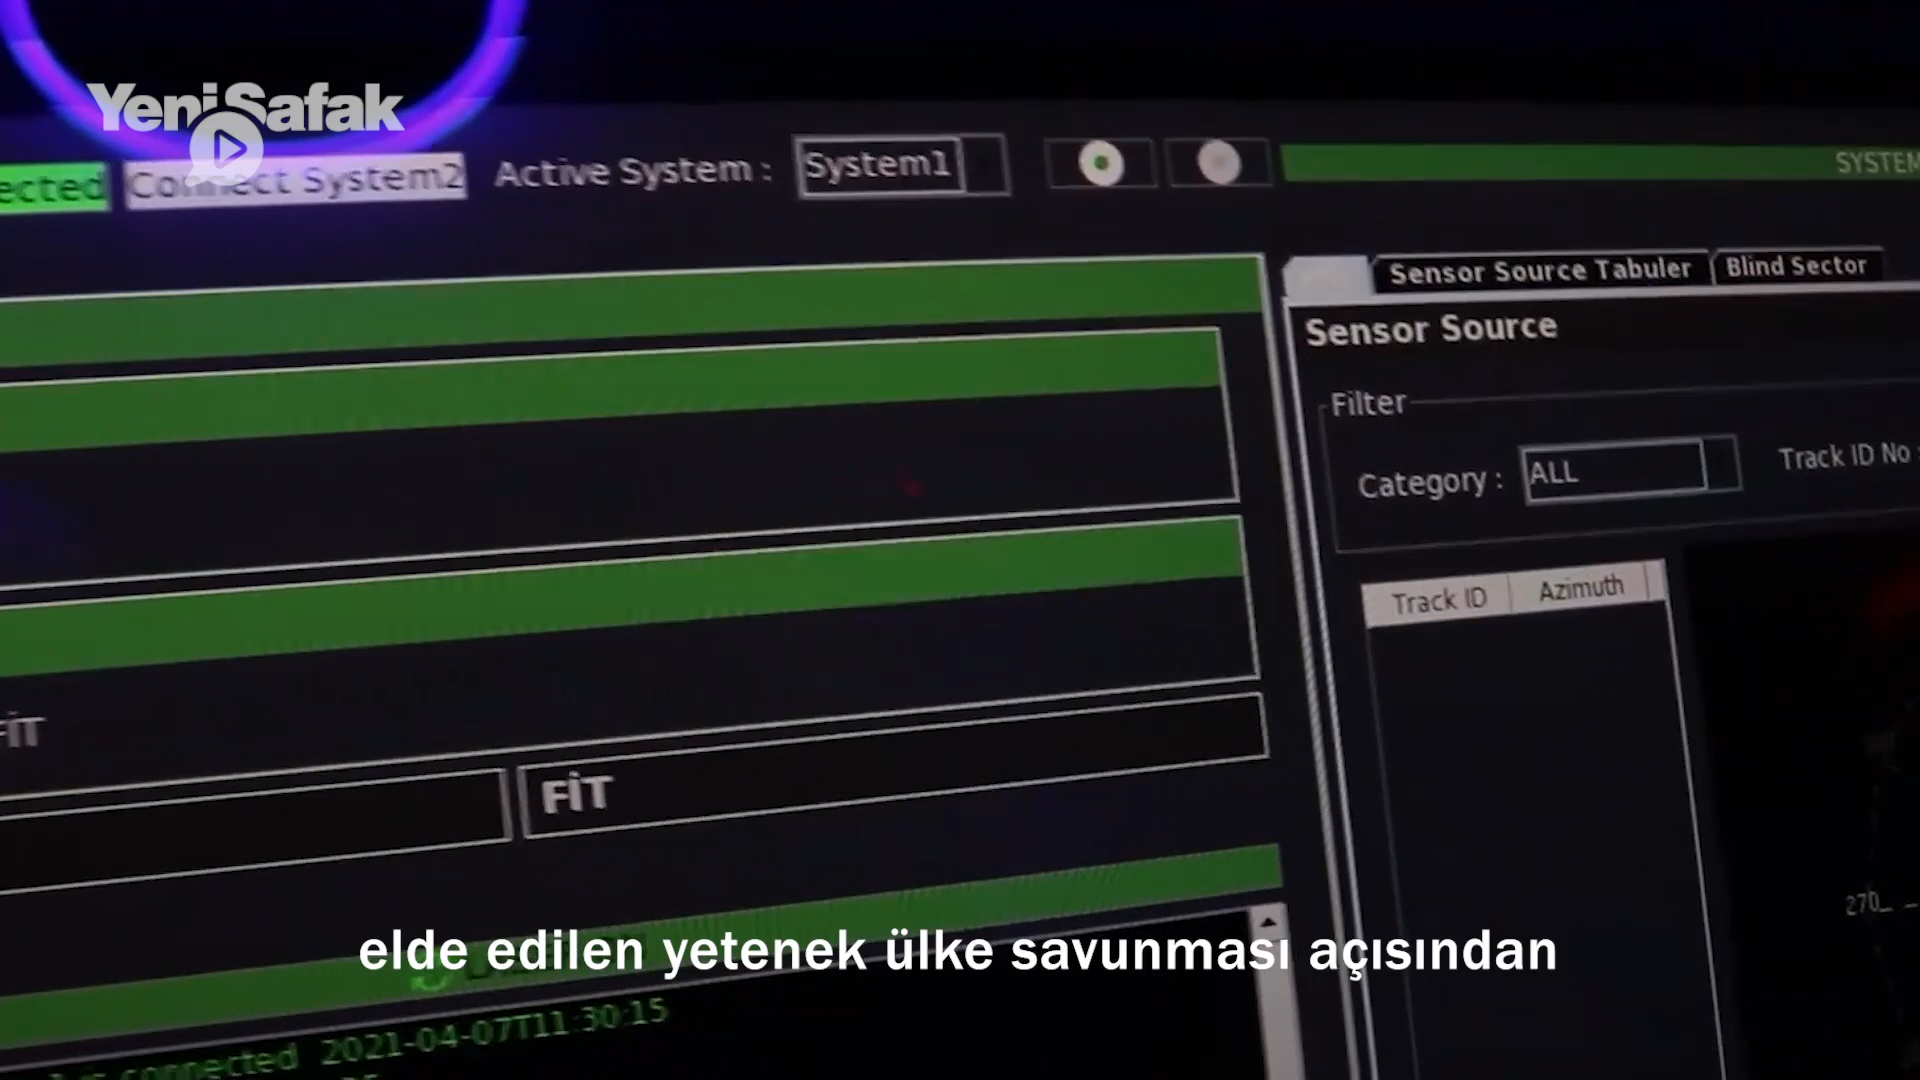 YeniSafak
ected
Connect System2
Active System :
System1
SYSTEM
Sensor Source Tabuler
Blind Sector
Sensor Source
Filter
Category :
ALL
Track ID No :
Track ID
Azimuth
FİT
FİT
270
elde edilen yetenek ülke savunması açısından
connected 2021-04-07T11:30:15